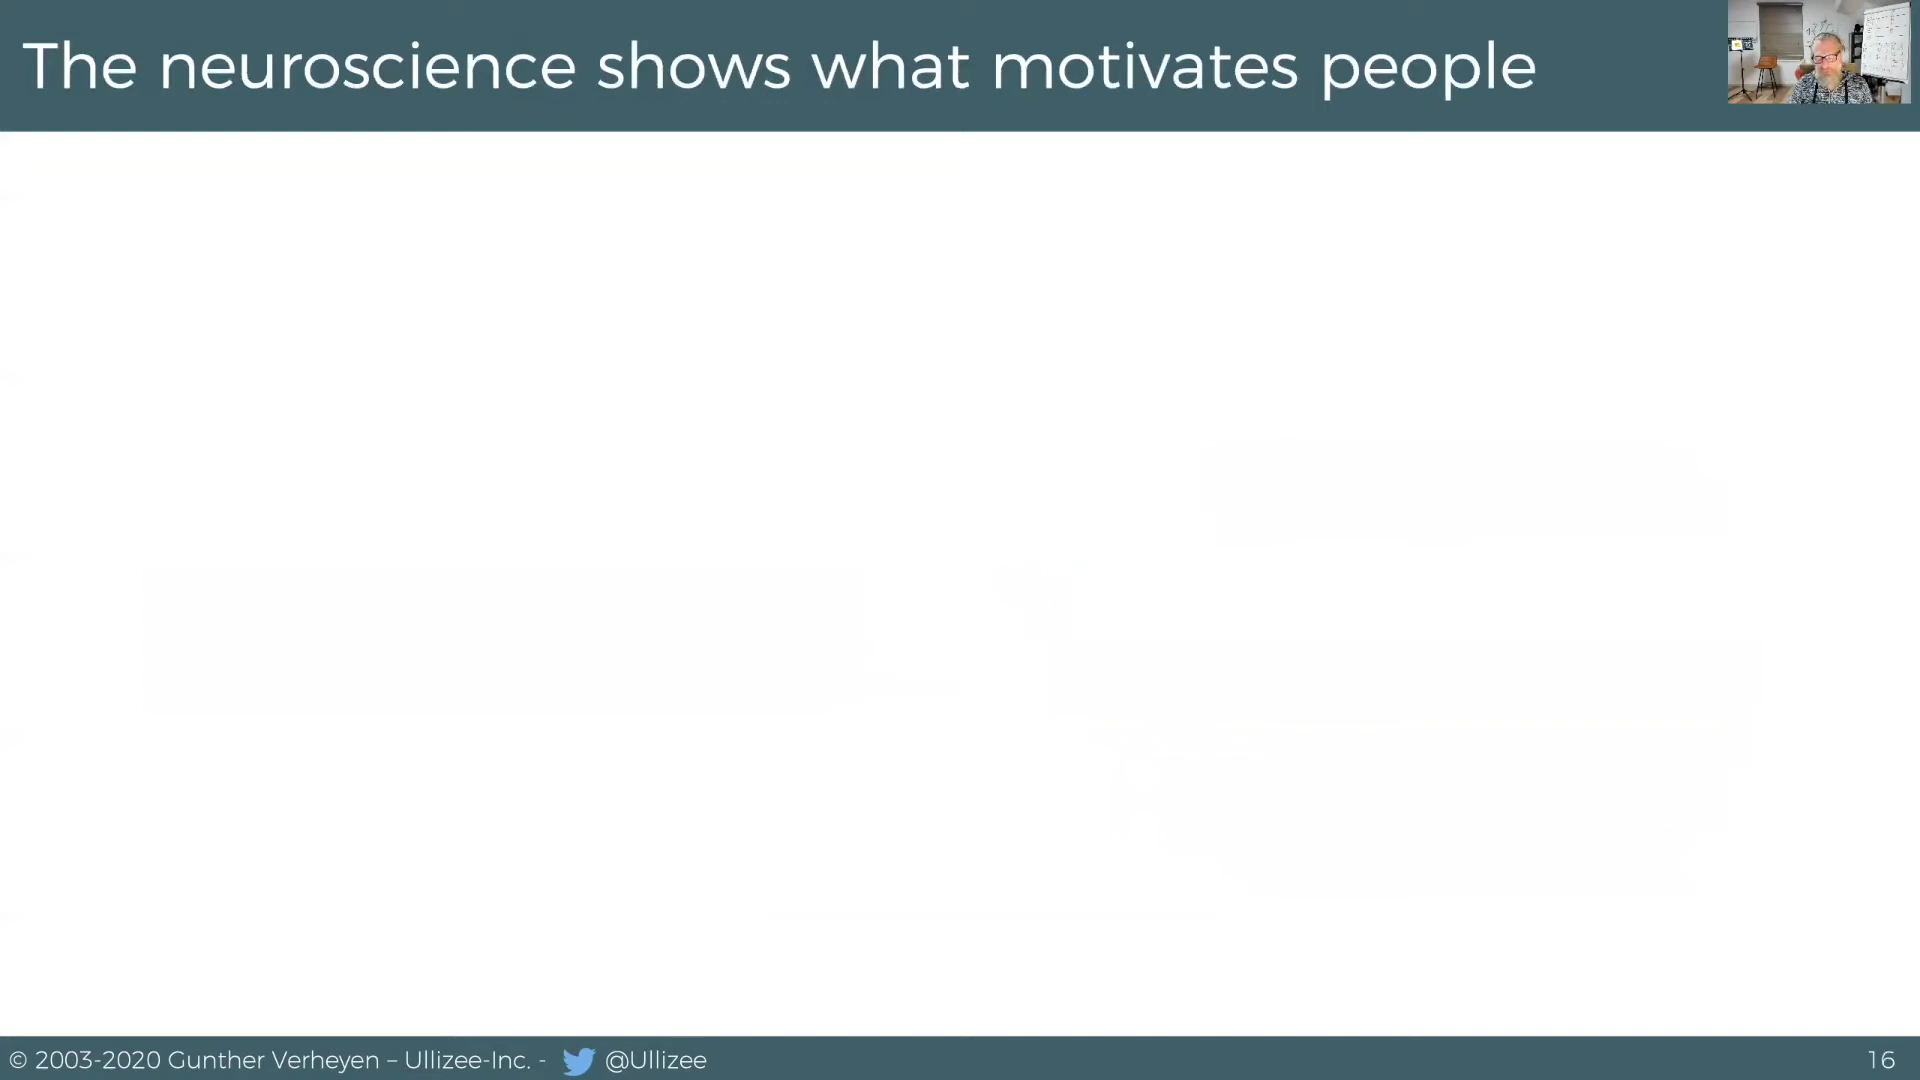 The neuroscience shows what motivates people
© 2003-2020 Gunther Verheyen – Ullizee-Inc. - @Ullizee
16